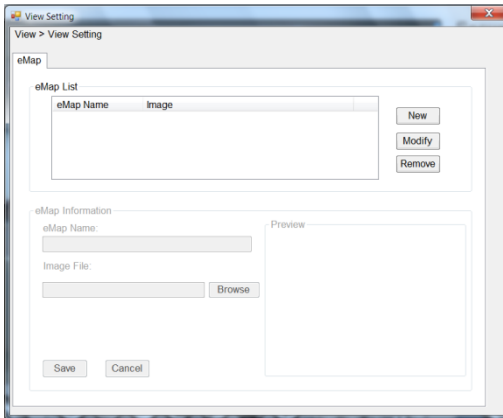 View Setting
View > View Setting
eMap
eMap List
eMap Name Image
New
Modify
Remove
eMap Information
eMap Name:
Preview
Image File:
Browse
Save Cancel